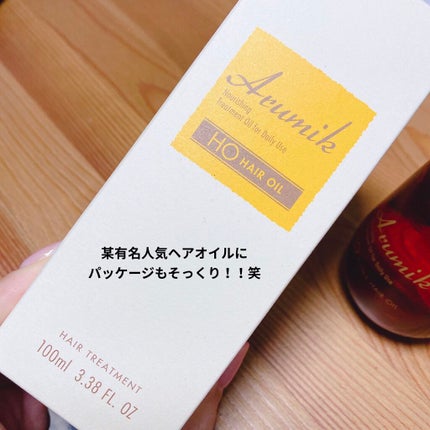 Arumik
Nourishing
Treatment Oil for Daily Use
HO HAIR OIL
某有名人気ヘアオイルに
パッケージもそっくり！！笑
HAIR TREATMENT
100ml 3.38 FL. OZ
Arumik